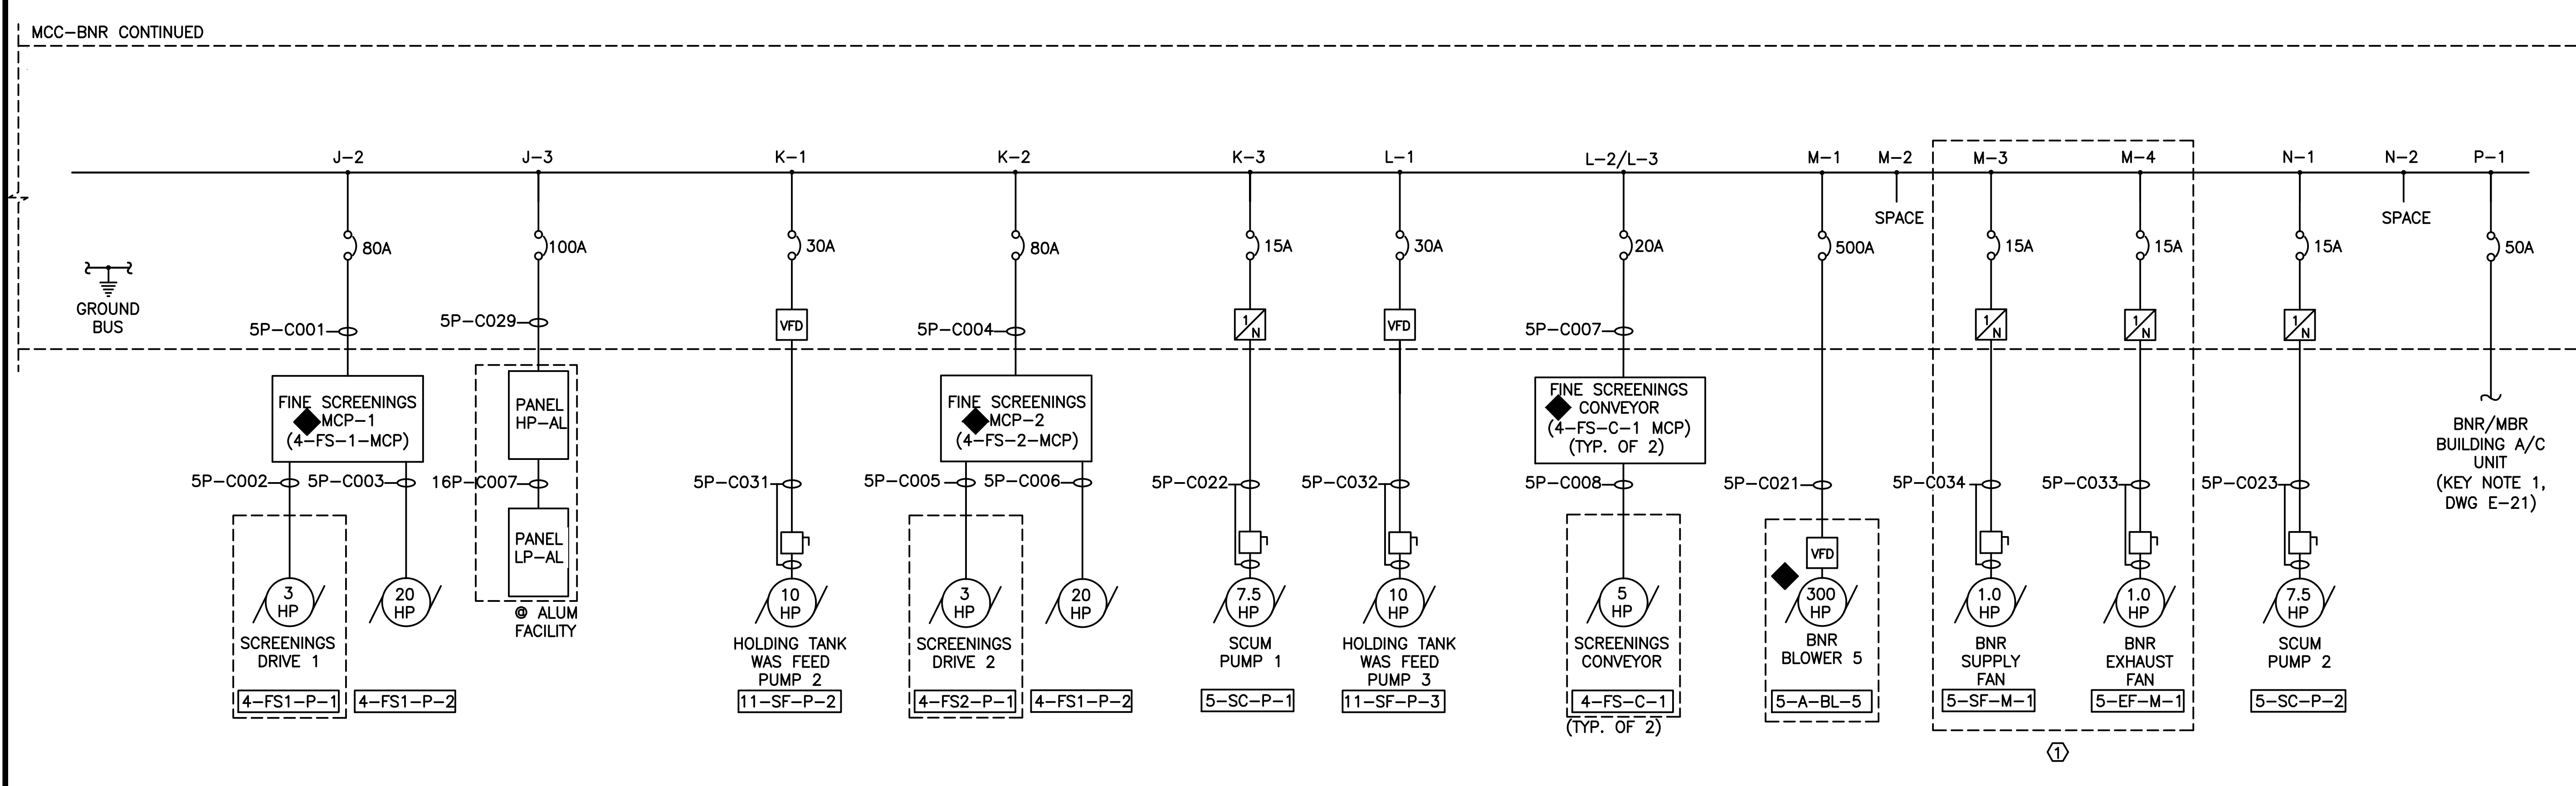 MCC-BNR CONTINUED
J-2
J-3
K-1
K-2
K-3
L-1
L-2/L-3
M-1
M-2
M-3
M-4
N-1
N-2
P-1
SPACE
SPACE
80A
100A
30A
80A
15A
30A
20A
500A
15A
15A
15A
50A
GROUND
BUS
5P-C001
5P-C029
VFD
5P-C004
1/N
VFD
5P-C007
1/N
1/N
1/N
FINE SCREENINGS
MCP-1
(4-FS-1-MCP)
PANEL
HP-AL
FINE SCREENINGS
MCP-2
(4-FS-2-MCP)
FINE SCREENINGS
CONVEYOR
(4-FS-C-1 MCP)
(TYP. OF 2)
BNR/MBR
BUILDING A/C
UNIT
(KEY NOTE 1,
DWG E-21)
5P-C002
5P-C003
16P-C007
5P-C031
5P-C005
5P-C006
5P-C022
5P-C032
5P-C008
5P-C021
5P-C034
5P-C033
5P-C023
PANEL
LP-AL
VFD
3
HP
20
HP
@ ALUM
FACILITY
10
HP
3
HP
20
HP
7.5
HP
10
HP
5
HP
300
HP
1.0
HP
1.0
HP
7.5
HP
SCREENINGS
DRIVE 1
HOLDING TANK
WAS FEED
PUMP 2
SCREENINGS
DRIVE 2
SCUM
PUMP 1
HOLDING TANK
WAS FEED
PUMP 3
SCREENINGS
CONVEYOR
BNR
BLOWER 5
BNR
SUPPLY
FAN
BNR
EXHAUST
FAN
SCUM
PUMP 2
4-FS1-P-1
4-FS1-P-2
11-SF-P-2
4-FS2-P-1
4-FS1-P-2
5-SC-P-1
11-SF-P-3
4-FS-C-1
(TYP. OF 2)
5-A-BL-5
5-SF-M-1
5-EF-M-1
5-SC-P-2
1